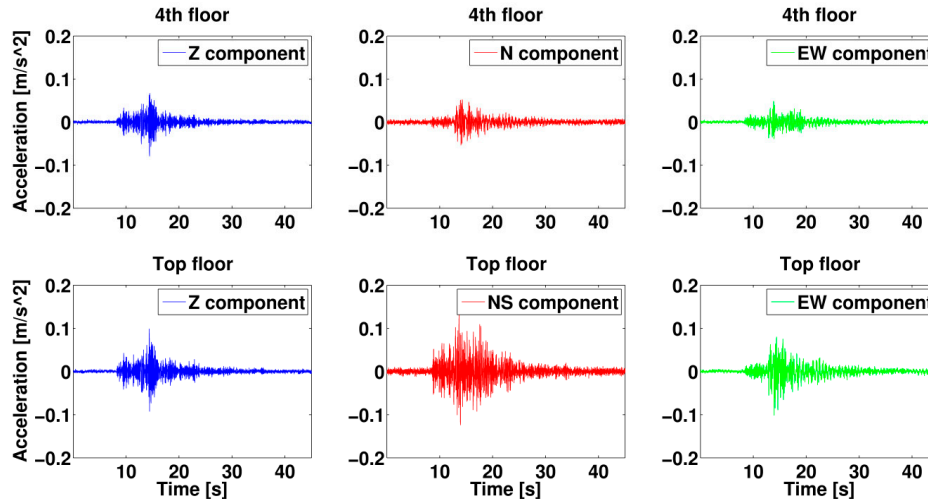 4th floor
4th floor
4th floor
Acceleration [m/s^2]
0.2
0.1
0
−0.1
−0.2
Z component
10 20 30 40
0.2
0.1
0
−0.1
−0.2
N component
10 20 30 40
0.2
0.1
0
−0.1
−0.2
EW component
10 20 30 40
Top floor
Top floor
Top floor
Acceleration [m/s^2]
0.2
0.1
0
−0.1
−0.2
Z component
10 20 30 40
Time [s]
0.2
0.1
0
−0.1
−0.2
NS component
10 20 30 40
Time [s]
0.2
0.1
0
−0.1
−0.2
EW component
10 20 30 40
Time [s]